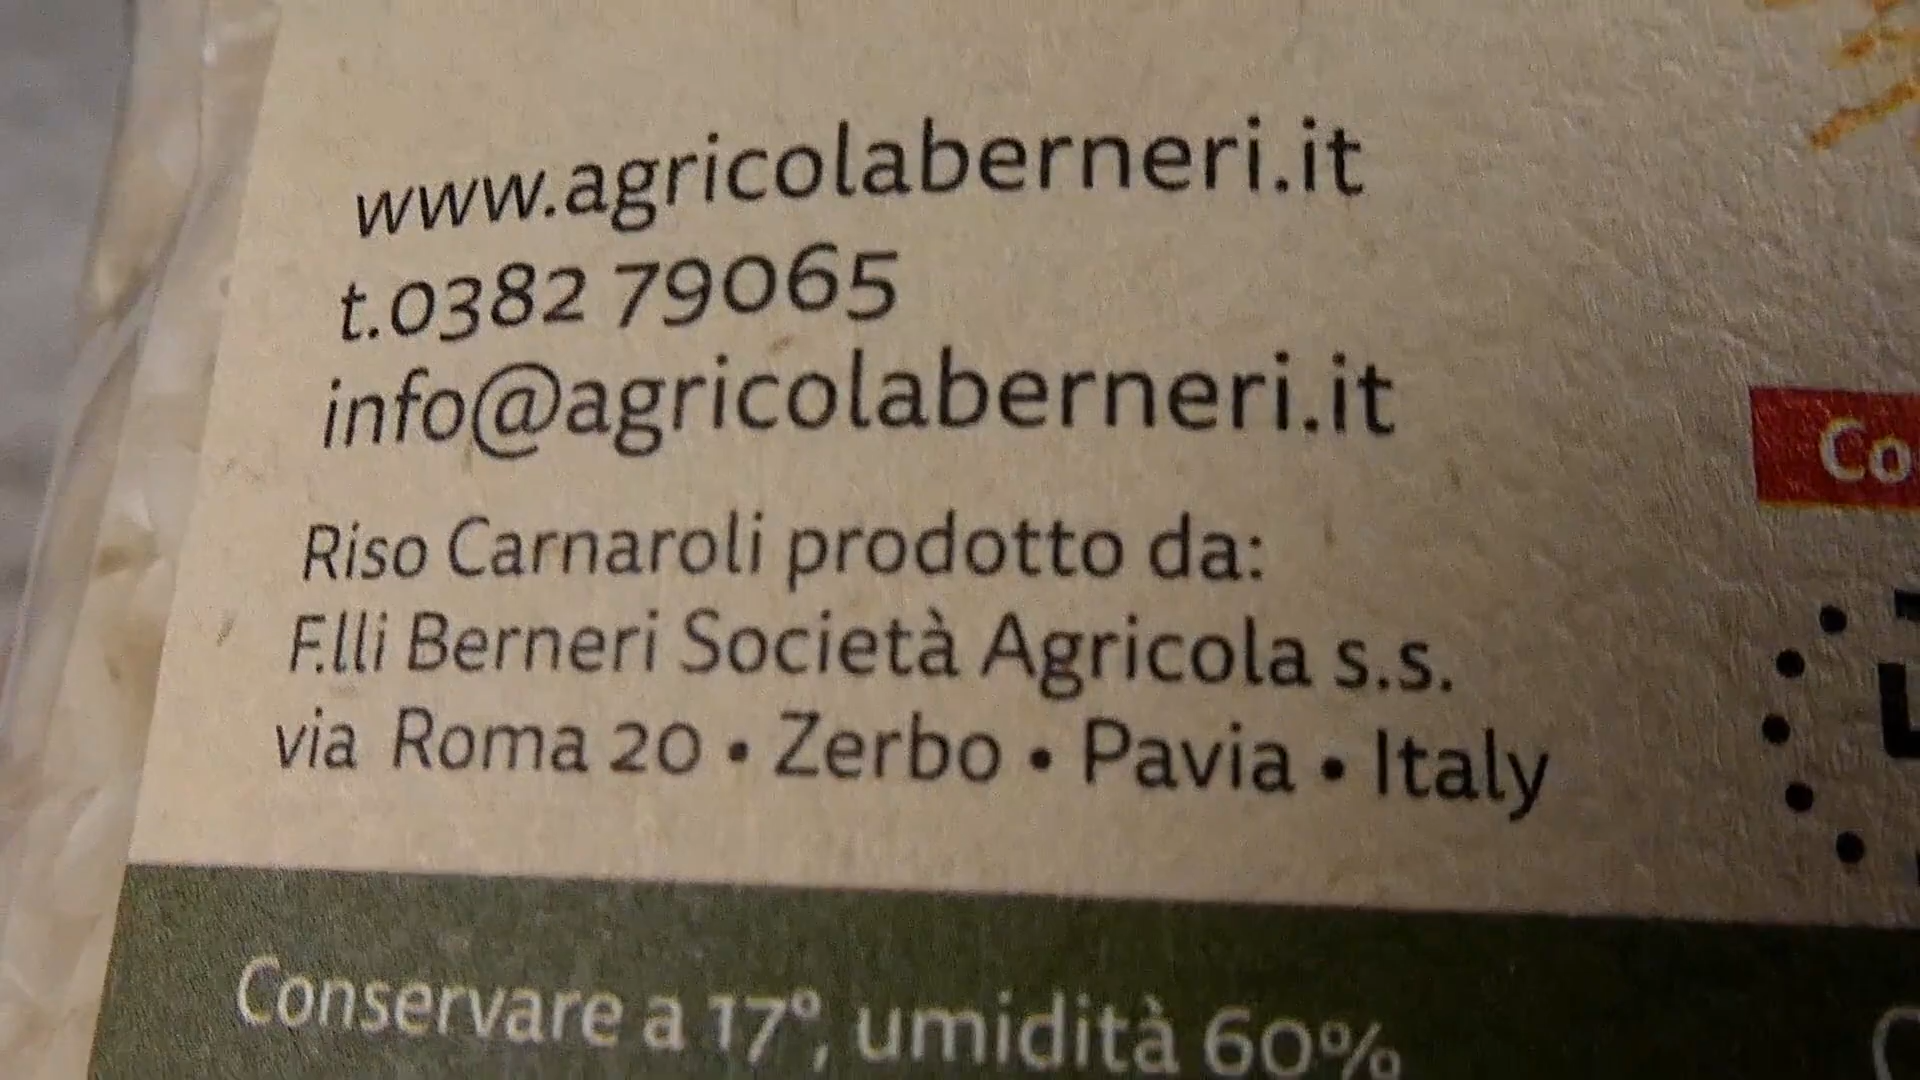 www.agricolaberneri.it
t.0382 79065
info@agricolaberneri.it
Riso Carnaroli prodotto da:
F.lli Berneri Società Agricola s.s.
via Roma 20 • Zerbo • Pavia • Italy
Co
Conservare a 17°, umidità 60%